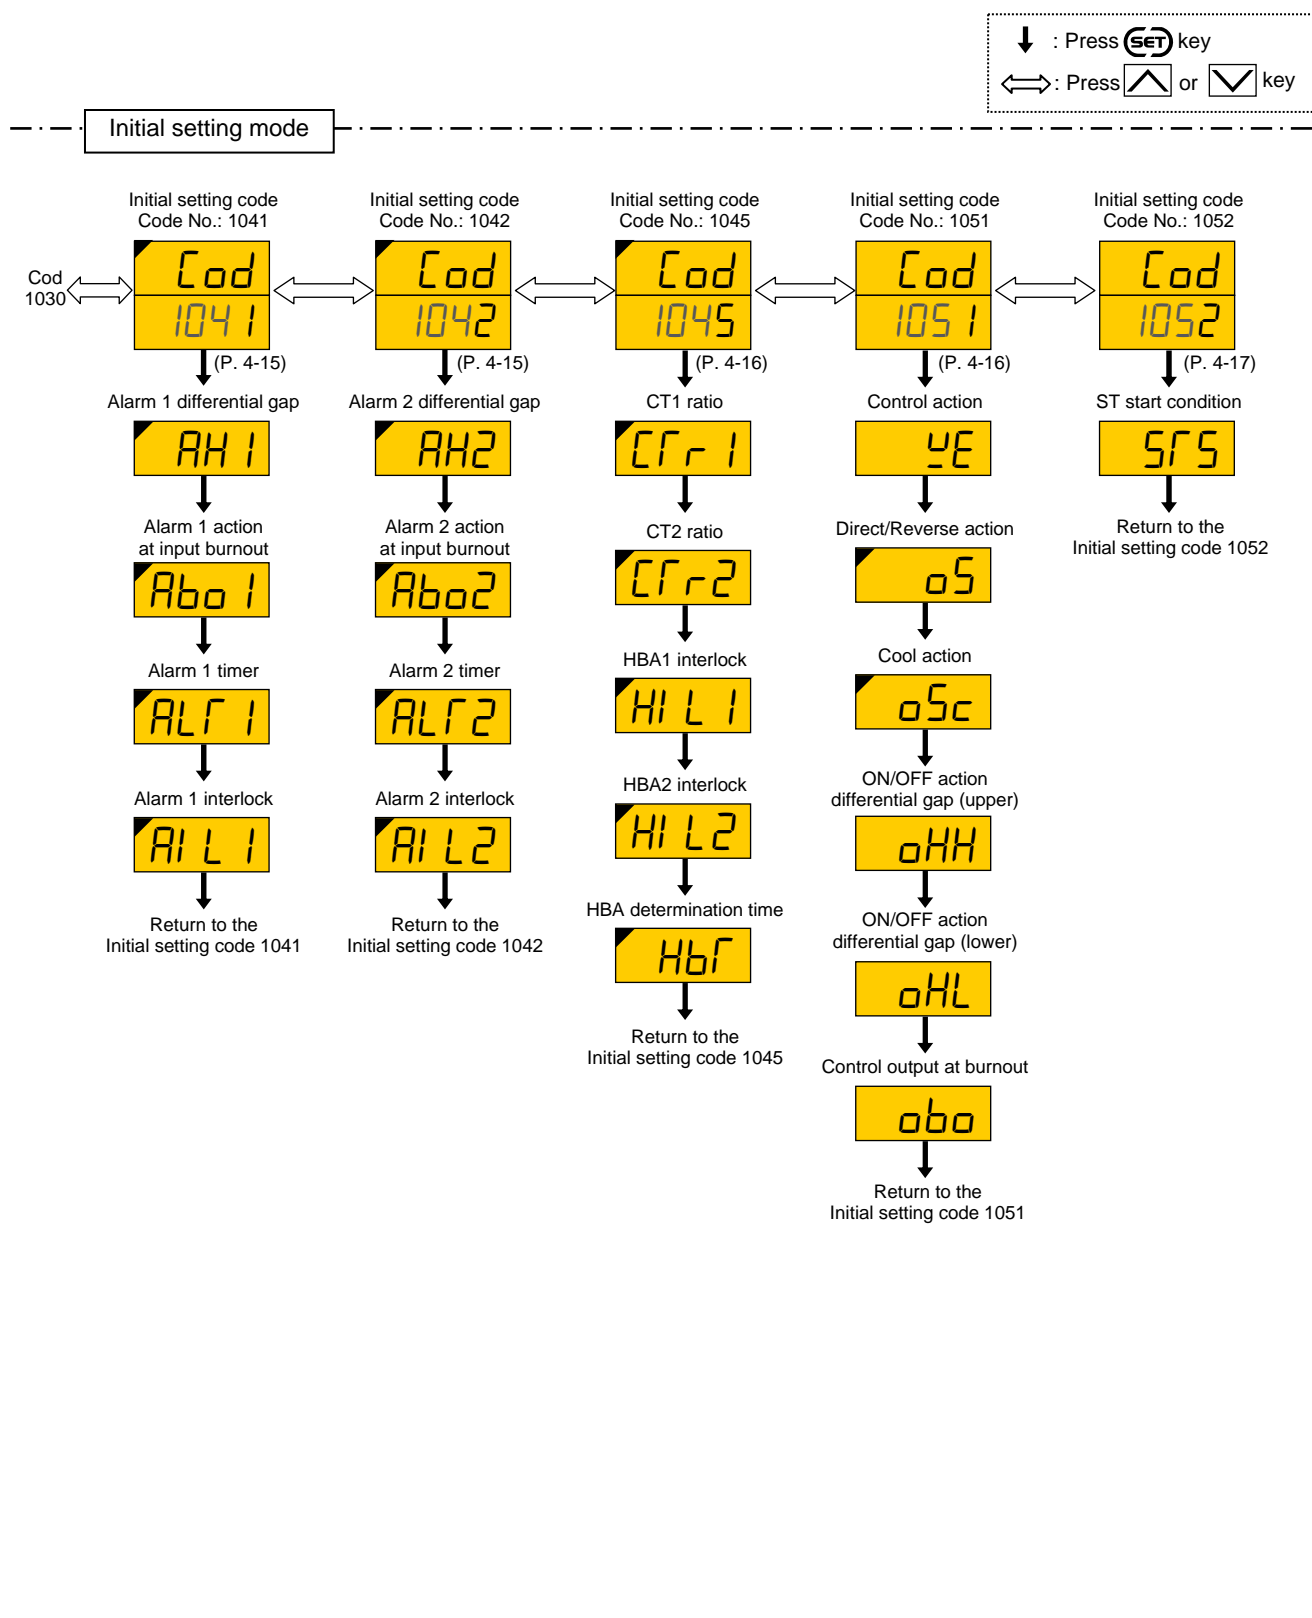 : Press SET key
: Press or key
Initial setting mode
Initial setting code
Code No.: 1041
Initial setting code
Code No.: 1042
Initial setting code
Code No.: 1045
Initial setting code
Code No.: 1051
Initial setting code
Code No.: 1052
Cod
1030
Cod
1041
Cod
1042
Cod
1045
Cod
1051
Cod
1052
(P. 4-15)
(P. 4-15)
(P. 4-16)
(P. 4-16)
(P. 4-17)
Alarm 1 differential gap
AH1
Alarm 1 action
at input burnout
Abo1
Alarm 1 timer
ALT1
Alarm 1 interlock
AIL1
Return to the
Initial setting code 1041
Alarm 2 differential gap
AH2
Alarm 2 action
at input burnout
Abo2
Alarm 2 timer
ALT2
Alarm 2 interlock
AIL2
Return to the
Initial setting code 1042
CT1 ratio
CTr1
CT2 ratio
CTr2
HBA1 interlock
HIL1
HBA2 interlock
HIL2
HBA determination time
HbT
Return to the
Initial setting code 1045
Control action
Direct/Reverse action
oS
Cool action
oSc
ON/OFF action
differential gap (upper)
oHH
ON/OFF action
differential gap (lower)
oHL
Control output at burnout
obo
Return to the
Initial setting code 1051
ST start condition
STS
Return to the
Initial setting code 1052